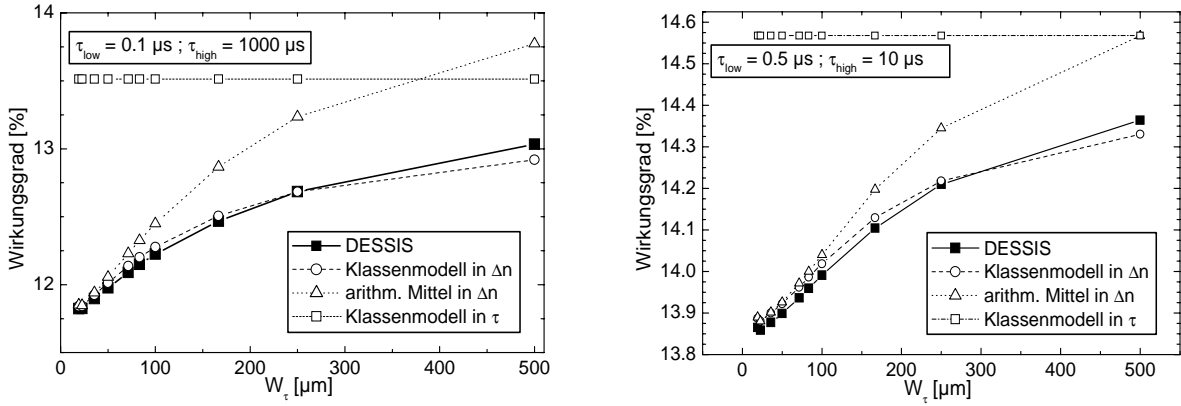 14
13
12
Wirkungsgrad [%]
τlow = 0.1 µs ; τhigh = 1000 µs
DESSIS
Klassenmodell in Δn
arithm. Mittel in Δn
Klassenmodell in τ
0 100 200 300 400 500
Wτ [µm]
14.6
14.5
14.4
14.3
14.2
14.1
14.0
13.9
13.8
Wirkungsgrad [%]
τlow = 0.5 µs ; τhigh = 10 µs
DESSIS
Klassenmodell in Δn
arithm. Mittel in Δn
Klassenmodell in τ
0 100 200 300 400 500
Wτ [µm]